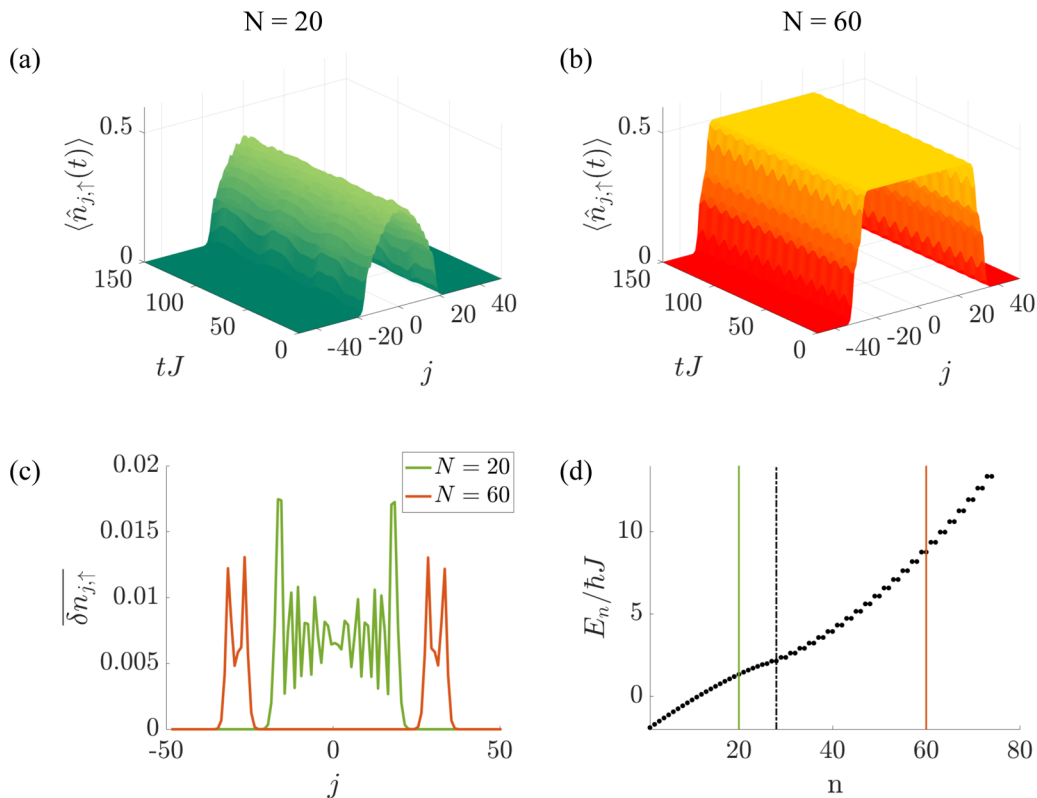 N = 20
N = 60
(a)
⟨n̂_{j,↑}(t)⟩
0.5
0
150
100
50
0
tJ
-40
-20
0
20
40
j
(b)
⟨n̂_{j,↑}(t)⟩
0.5
0
150
100
50
0
tJ
-40
-20
0
20
40
j
(c)
0.02
0.015
0.01
0.005
0
\overline{δn_{j,↑}}
-50
0
50
j
N = 20
N = 60
(d)
10
5
0
E_n/ħJ
20
40
60
80
n